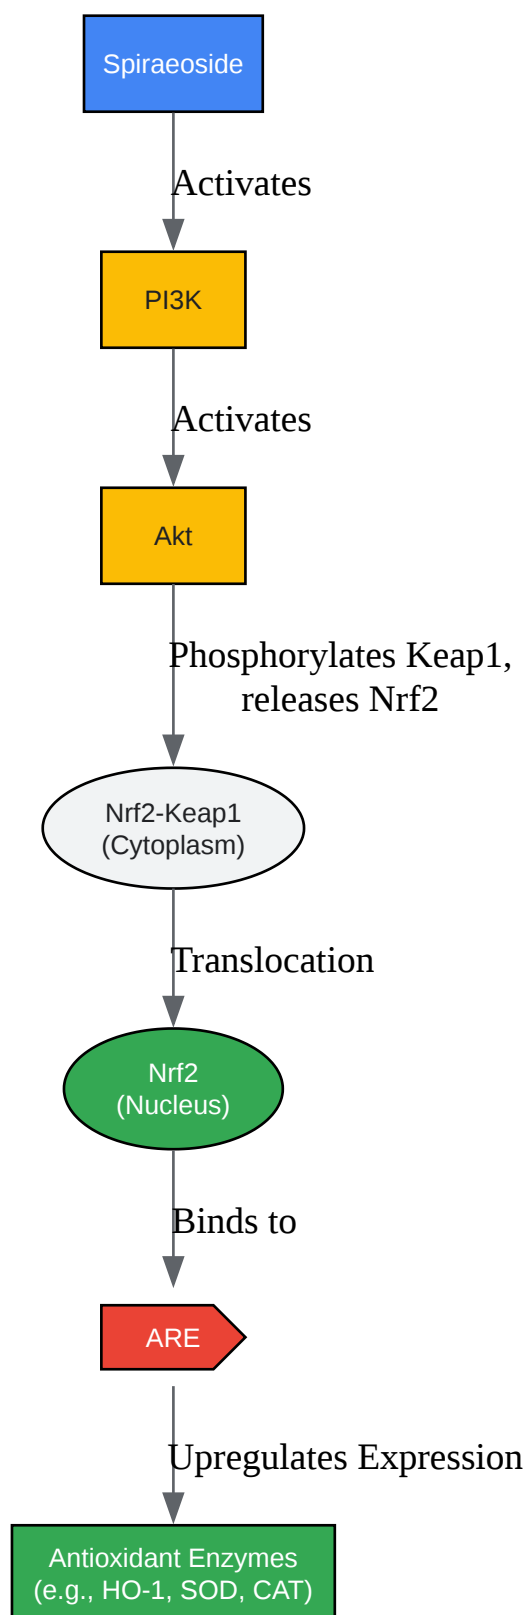 Spiraeoside
Activates
PI3K
Activates
Akt
Phosphorylates Keap1,
releases Nrf2
Nrf2-Keap1
(Cytoplasm)
Translocation
Nrf2
(Nucleus)
Binds to
ARE
Upregulates Expression
Antioxidant Enzymes
(e.g., HO-1, SOD, CAT)